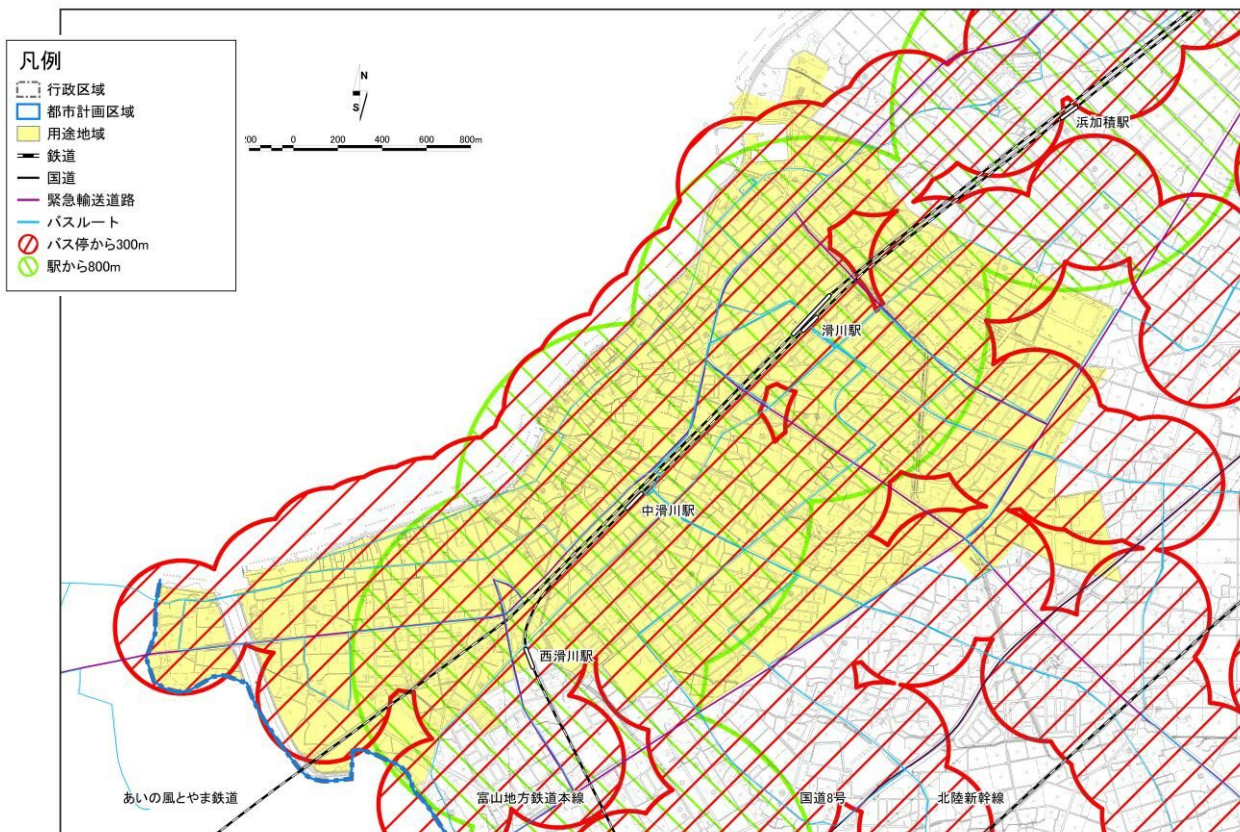 凡例
行政区域
都市計画区域
用途地域
鉄道
国道
緊急輸送道路
バスルート
バス停から300m
駅から800m
N
S
200 0 200 400 600 800m
浜加積駅
滑川駅
中滑川駅
西滑川駅
あいの風とやま鉄道
富山地方鉄道本線
国道8号
北陸新幹線